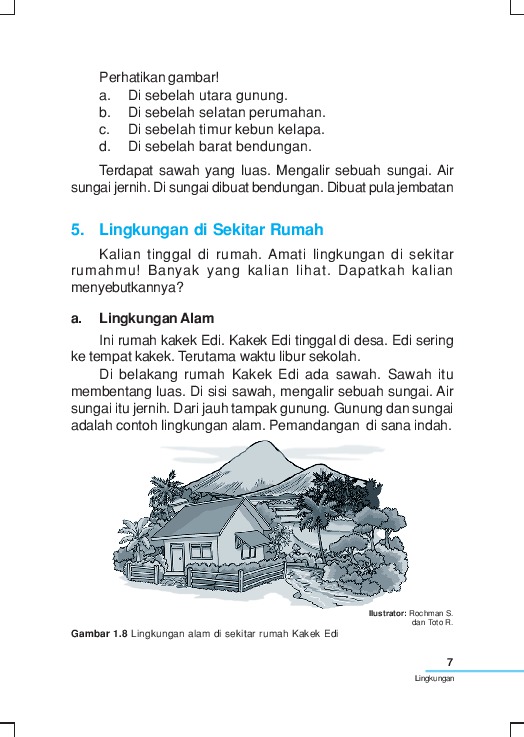 Perhatikan gambar!
a. Di sebelah utara gunung.
b. Di sebelah selatan perumahan.
c. Di sebelah timur kebun kelapa.
d. Di sebelah barat bendungan.
Terdapat sawah yang luas. Mengalir sebuah sungai. Air
sungai jernih. Di sungai dibuat bendungan. Dibuat pula jembatan
5. Lingkungan di Sekitar Rumah
Kalian tinggal di rumah. Amati lingkungan di sekitar
rumahmu! Banyak yang kalian lihat. Dapatkah kalian
menyebutkannya?
a. Lingkungan Alam
Ini rumah kakek Edi. Kakek Edi tinggal di desa. Edi sering
ke tempat kakek. Terutama waktu libur sekolah.
Di belakang rumah Kakek Edi ada sawah. Sawah itu
membentang luas. Di sisi sawah, mengalir sebuah sungai. Air
sungai itu jernih. Dari jauh tampak gunung. Gunung dan sungai
adalah contoh lingkungan alam. Pemandangan di sana indah.
Ilustrator: Rochman S.
dan Toto R.
Gambar 1.8 Lingkungan alam di sekitar rumah Kakek Edi
7
Lingkungan